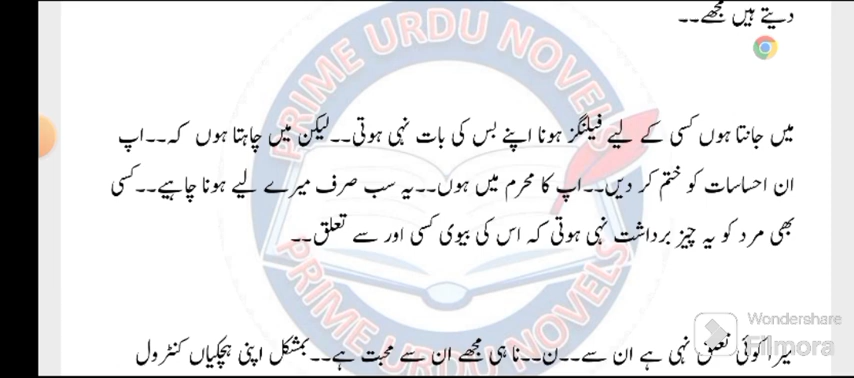 دیتے ہیں مجھے۔۔
میں جانتا ہوں کسی کے لیے فیلنگز ہونا اپنے بس کی بات نہی ہوتی۔۔لیکن میں چاہتا ہوں کہ۔۔اپ
ان احساسات کو ختم کر دیں۔۔اپ کا محرم میں ہوں۔۔یہ سب صرف میرے لیے ہونا چاہیے۔۔کسی
بھی مرد کو یہ چیز برداشت نہی ہوتی کہ اس کی بیوی کسی اور سے تعلق۔۔
میرا کوئی تعلق نہی ہے ان سے۔۔ن۔۔نا ہی مجھے ان سے محبت ہے۔۔بمشکل اپنی ہچکیاں کنٹرول
PRIME URDU NOVELS
PRIME URDU NOVELS
Wondershare
Filmora